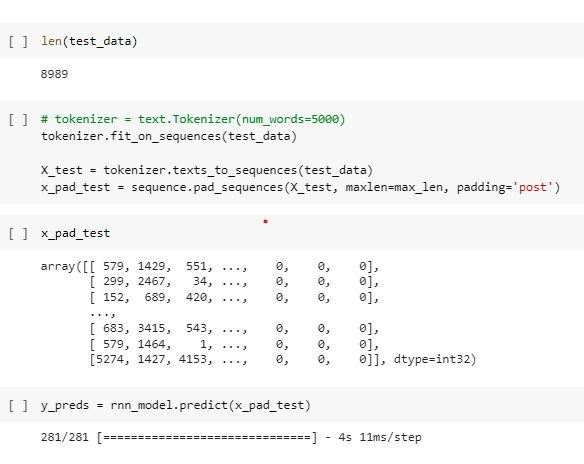 [ ] len(test_data)
8989
[ ] # tokenizer = text.Tokenizer(num_words=5000)
tokenizer.fit_on_sequences(test_data)
X_test = tokenizer.texts_to_sequences(test_data)
x_pad_test = sequence.pad_sequences(X_test, maxlen=max_len, padding='post')
[ ] x_pad_test
array([[ 579, 1429,  551, ...,    0,    0,    0],
       [ 299, 2467,   34, ...,    0,    0,    0],
       [ 152,  689,  420, ...,    0,    0,    0],
       ...,
       [ 683, 3415,  543, ...,    0,    0,    0],
       [ 579, 1464,    1, ...,    0,    0,    0],
       [5274, 1427, 4153, ...,    0,    0,    0]], dtype=int32)
[ ] y_preds = rnn_model.predict(x_pad_test)
281/281 [==============================] - 4s 11ms/step